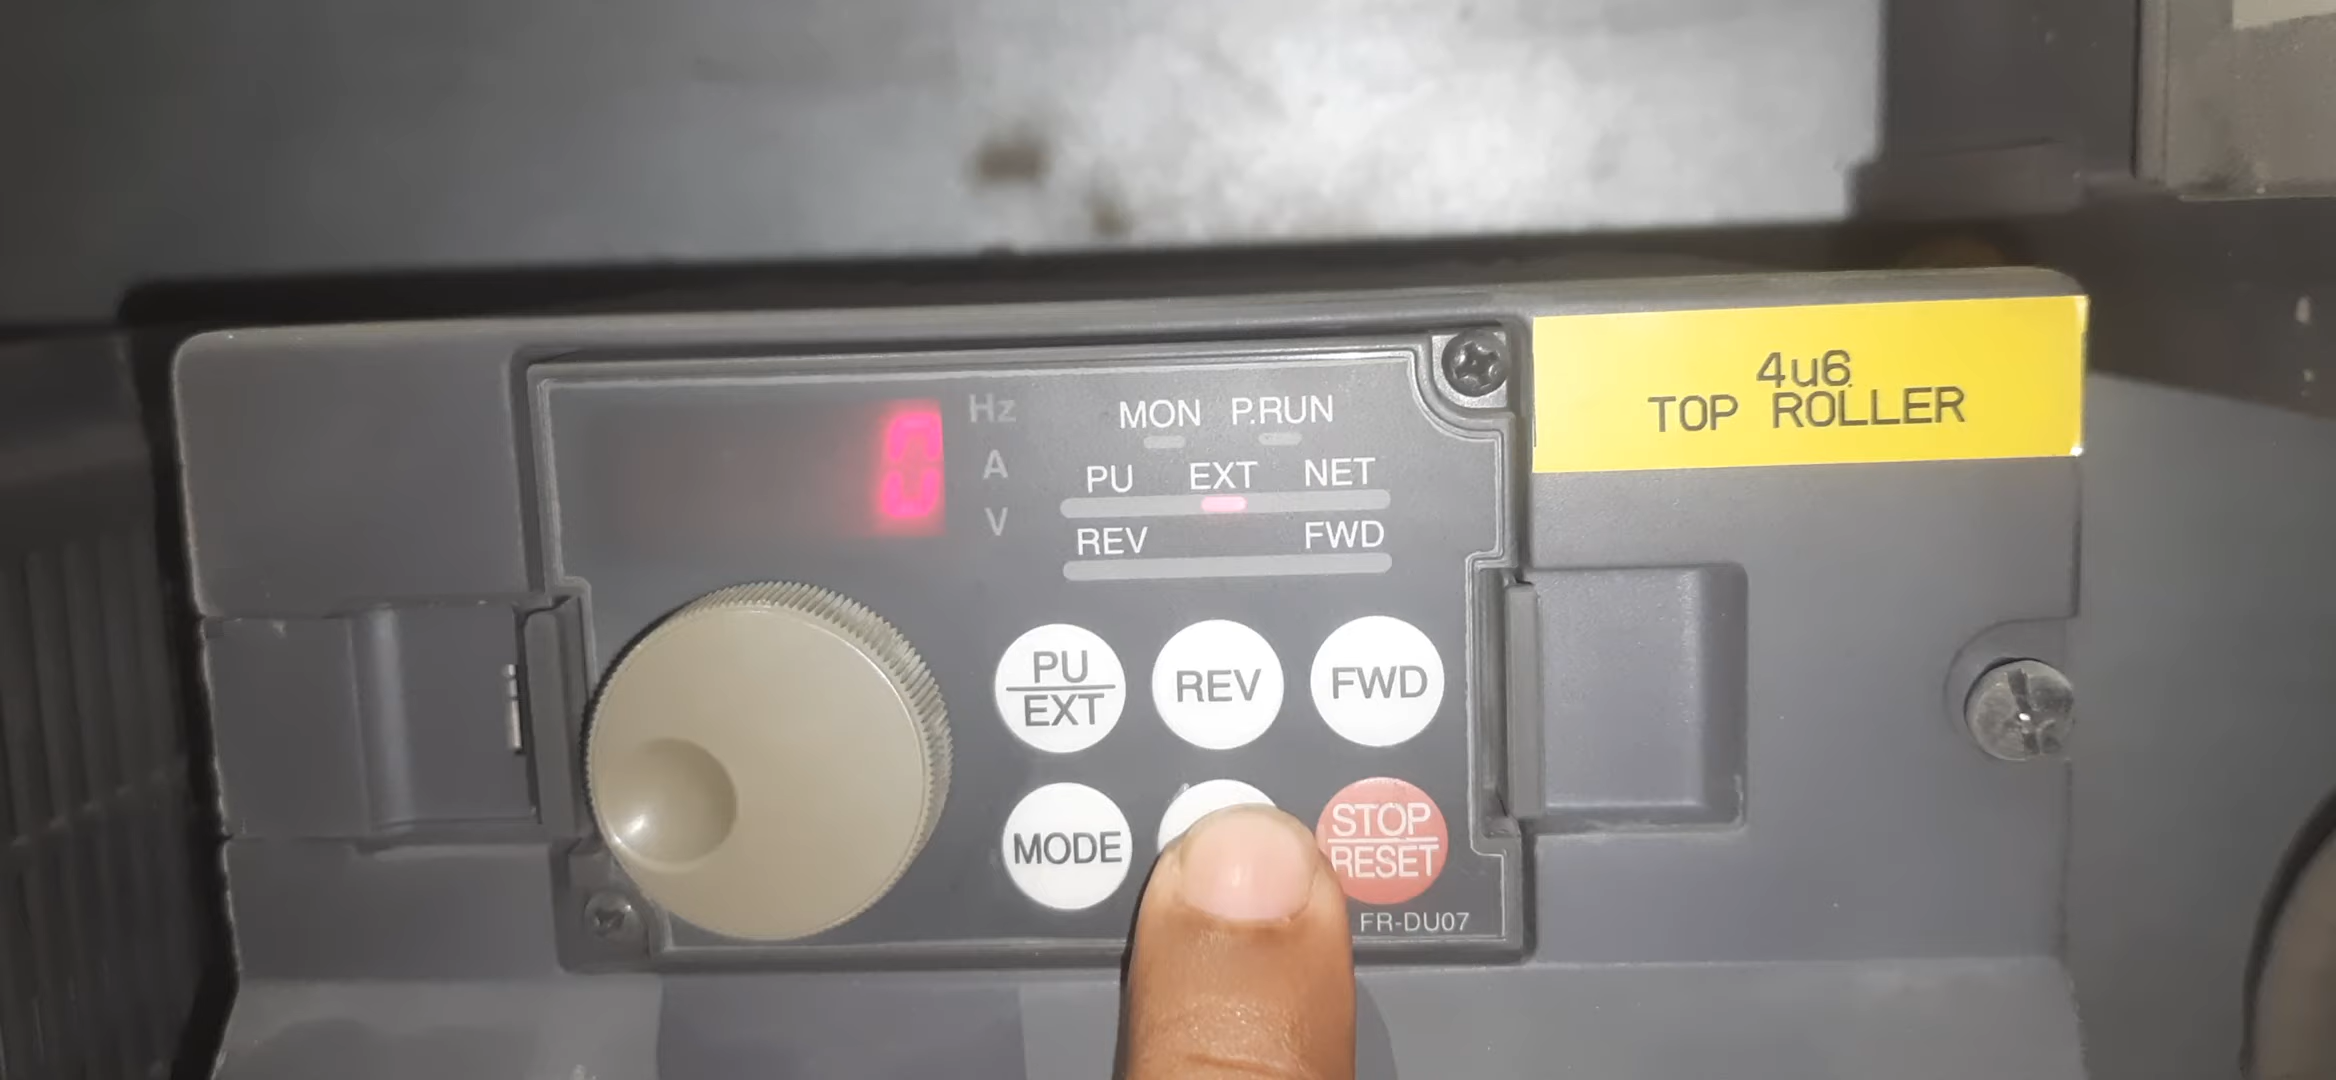 4u6
TOP ROLLER
0
Hz
A
V
MON P.RUN
PU EXT NET
REV FWD
PU
EXT
REV
FWD
MODE
STOP
RESET
FR-DU07